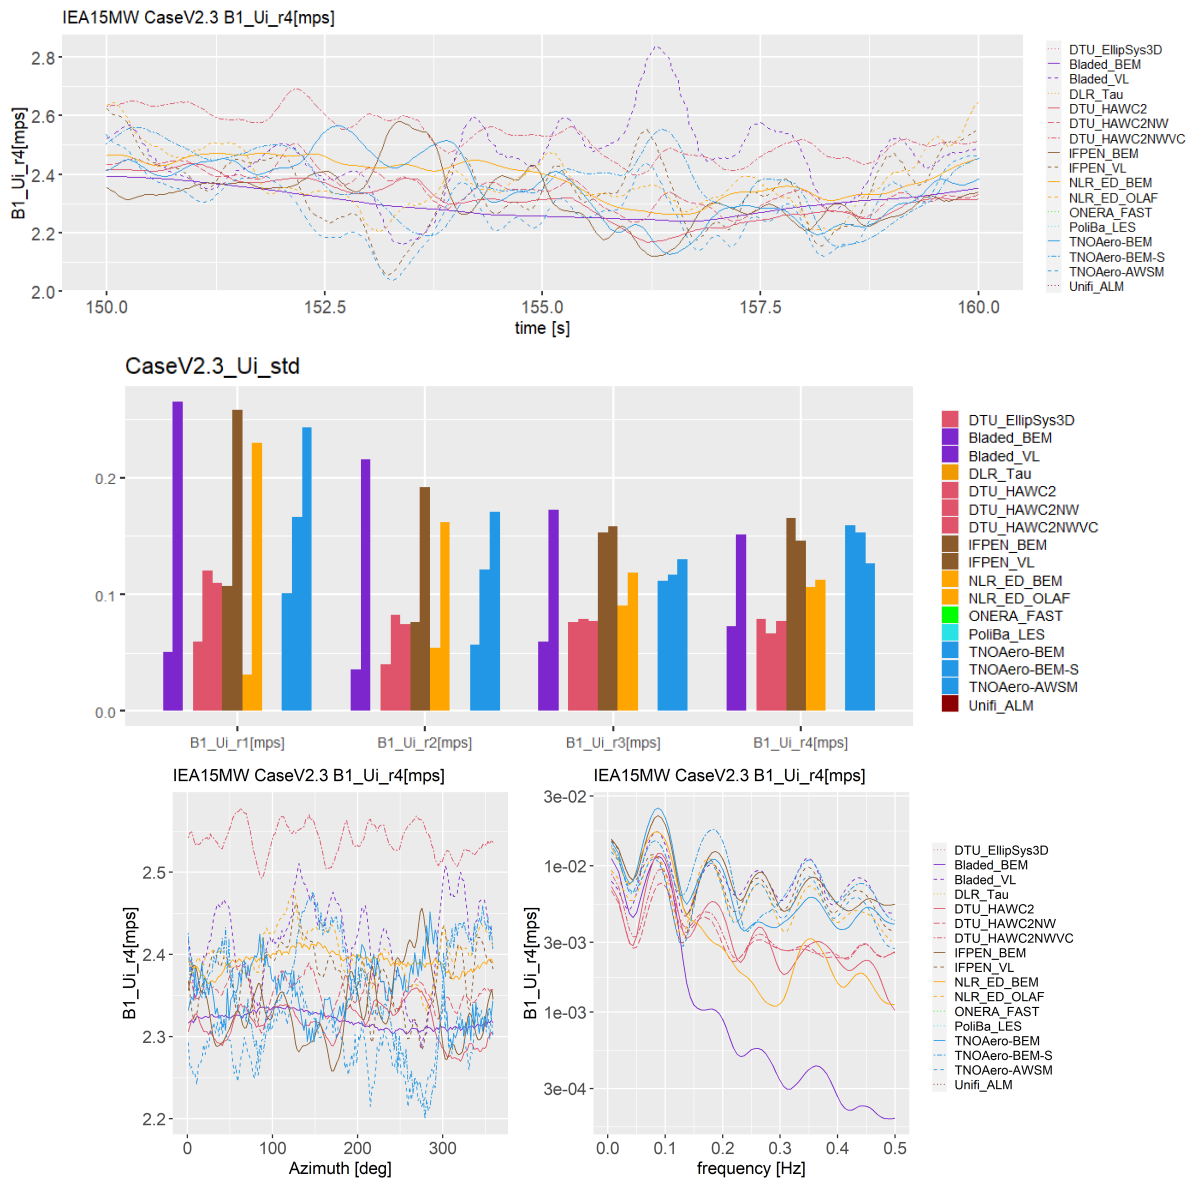 IEA15MW CaseV2.3 B1_Ui_r4[mps]
B1_Ui_r4[mps]
2.8
2.6
2.4
2.2
2.0
150.0
152.5
155.0
157.5
160.0
time [s]
DTU_EllipSys3D
Bladed_BEM
Bladed_VL
DLR_Tau
DTU_HAWC2
DTU_HAWC2NW
DTU_HAWC2NWVC
IFPEN_BEM
IFPEN_VL
NLR_ED_BEM
NLR_ED_OLAF
ONERA_FAST
PoliBa_LES
TNOAero-BEM
TNOAero-BEM-S
TNOAero-AWSM
Unifi_ALM
CaseV2.3_Ui_std
0.2
0.1
0.0
B1_Ui_r1[mps]
B1_Ui_r2[mps]
B1_Ui_r3[mps]
B1_Ui_r4[mps]
DTU_EllipSys3D
Bladed_BEM
Bladed_VL
DLR_Tau
DTU_HAWC2
DTU_HAWC2NW
DTU_HAWC2NWVC
IFPEN_BEM
IFPEN_VL
NLR_ED_BEM
NLR_ED_OLAF
ONERA_FAST
PoliBa_LES
TNOAero-BEM
TNOAero-BEM-S
TNOAero-AWSM
Unifi_ALM
IEA15MW CaseV2.3 B1_Ui_r4[mps]
B1_Ui_r4[mps]
2.5
2.4
2.3
2.2
0
100
200
300
Azimuth [deg]
IEA15MW CaseV2.3 B1_Ui_r4[mps]
B1_Ui_r4[mps]
3e-02
1e-02
3e-03
1e-03
3e-04
0.0
0.1
0.2
0.3
0.4
0.5
frequency [Hz]
DTU_EllipSys3D
Bladed_BEM
Bladed_VL
DLR_Tau
DTU_HAWC2
DTU_HAWC2NW
DTU_HAWC2NWVC
IFPEN_BEM
IFPEN_VL
NLR_ED_BEM
NLR_ED_OLAF
ONERA_FAST
PoliBa_LES
TNOAero-BEM
TNOAero-BEM-S
TNOAero-AWSM
Unifi_ALM